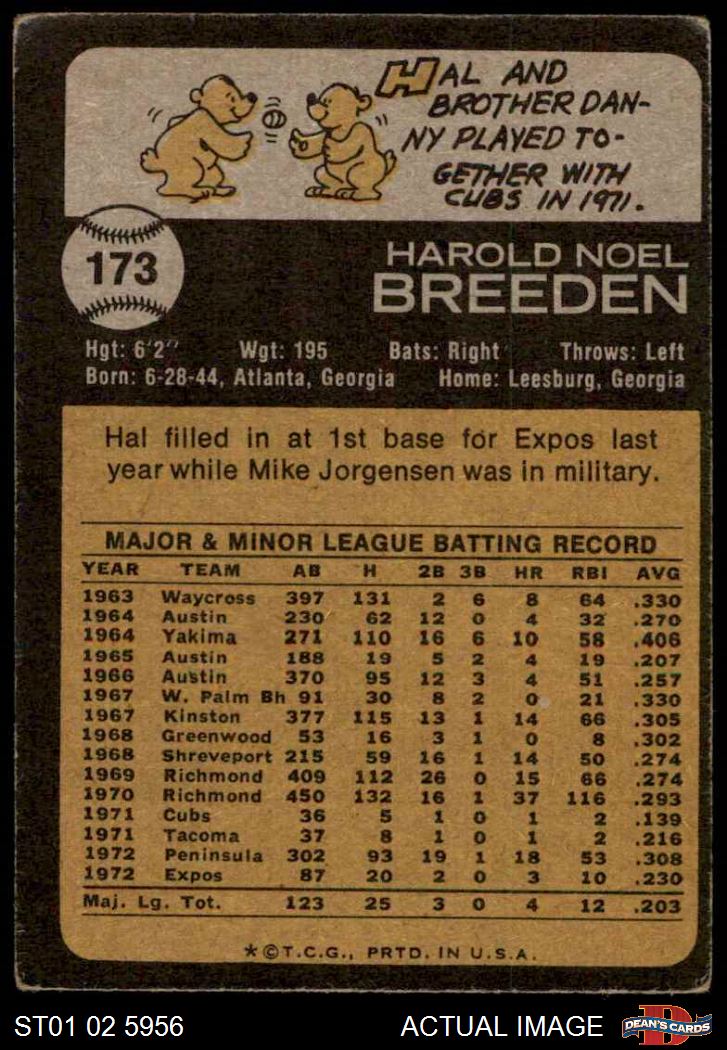 HAL AND
BROTHER DAN-
NY PLAYED TO-
GETHER WITH
CUBS IN 1971.
173
HAROLD NOEL
BREEDEN
Hgt: 6'2" Wgt: 195 Bats: Right Throws: Left
Born: 6-28-44, Atlanta, Georgia Home: Leesburg, Georgia
Hal filled in at 1st base for Expos last
year while Mike Jorgensen was in military.
MAJOR & MINOR LEAGUE BATTING RECORD
YEAR TEAM AB H 2B 3B HR RBI AVG
1963 Waycross 397 131 2 6 8 64 .330
1964 Austin 230 62 12 0 4 32 .270
1964 Yakima 271 110 16 6 10 58 .406
1965 Austin 188 19 5 2 4 19 .207
1966 Austin 370 95 12 3 4 51 .257
1967 W. Palm Bh 91 30 8 2 0 21 .330
1967 Kinston 377 115 13 1 14 66 .305
1968 Greenwood 53 16 3 1 0 8 .302
1968 Shreveport 215 59 16 1 14 50 .274
1969 Richmond 409 112 26 0 15 66 .274
1970 Richmond 450 132 16 1 37 116 .293
1971 Cubs 36 5 1 0 1 2 .139
1971 Tacoma 37 8 1 0 1 2 .216
1972 Peninsula 302 93 19 1 18 53 .308
1972 Expos 87 20 2 0 3 10 .230
Maj. Lg. Tot. 123 25 3 0 4 12 .203
*©T.C.G., PRTD. IN U.S.A.
ST01 02 5956 ACTUAL IMAGE
D
DEAN'S CARDS